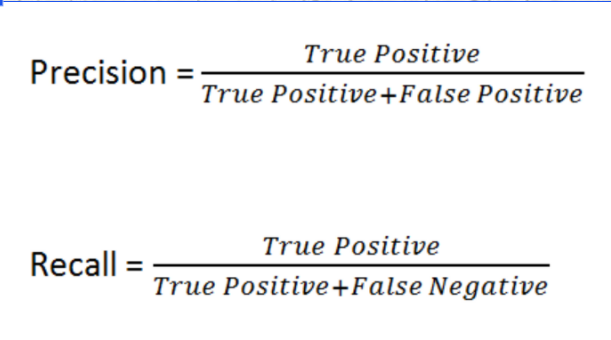 Precision = True Positive
True Positive+False Positive
Recall = True Positive
True Positive+False Negative